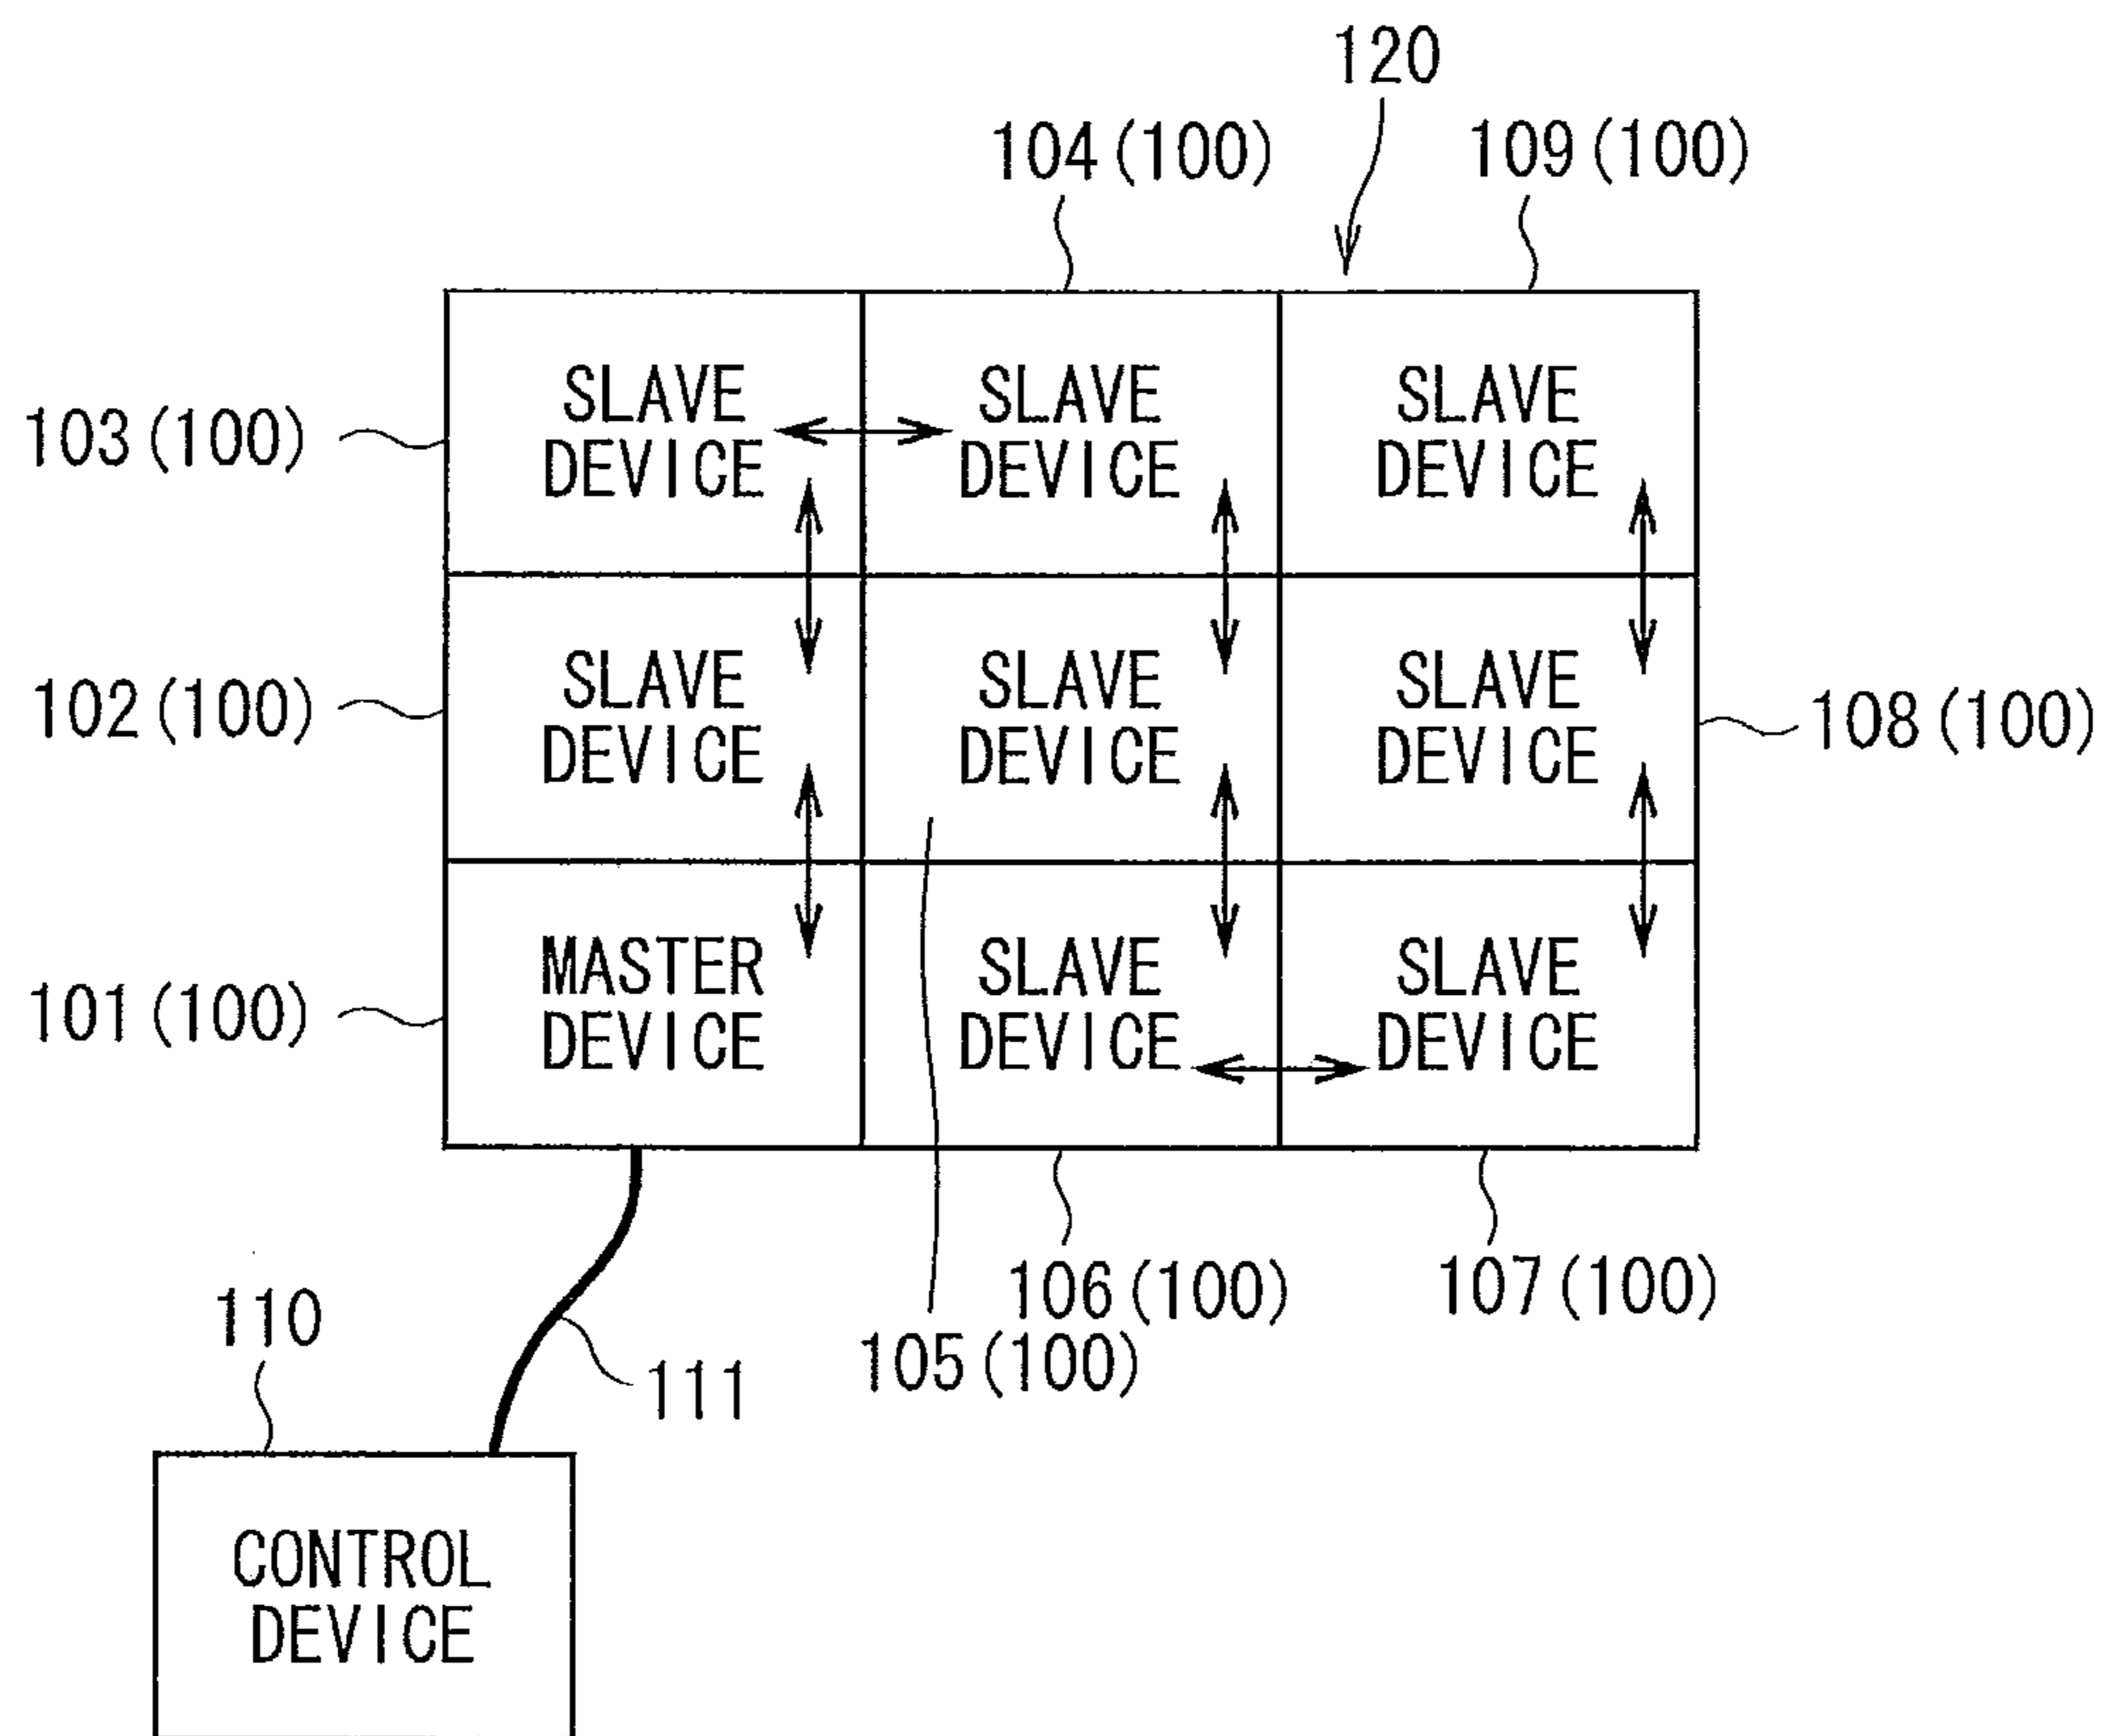 120
104(100)
109(100)
SLAVE
DEVICE
SLAVE
DEVICE
SLAVE
DEVICE
103(100)
SLAVE
DEVICE
SLAVE
DEVICE
SLAVE
DEVICE
102(100)
108(100)
MASTER
DEVICE
SLAVE
DEVICE
SLAVE
DEVICE
101(100)
106(100)
107(100)
105(100)
110
111
CONTROL
DEVICE